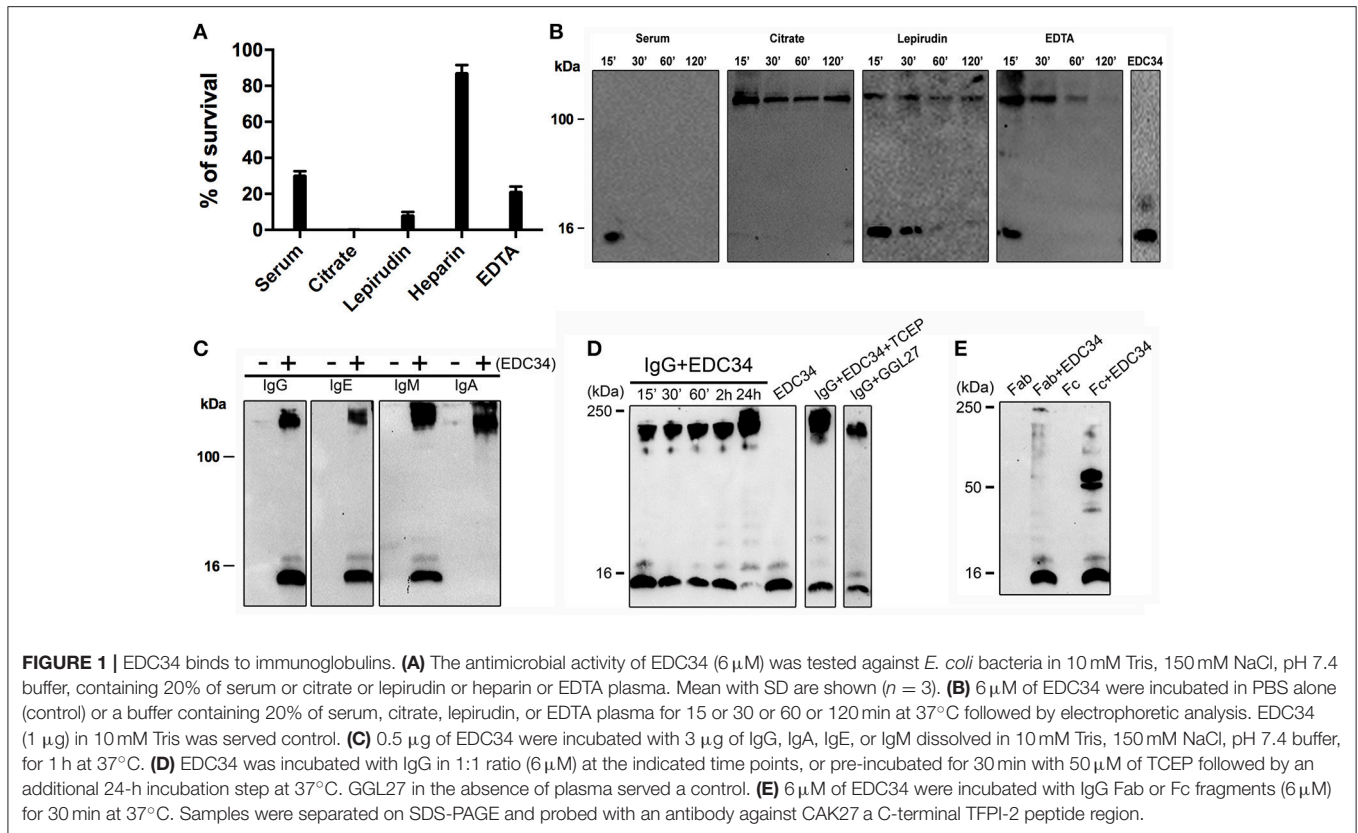 A
100
80
60
40
20
0
% of survival
Serum
Citrate
Lepirudin
Heparin
EDTA
B
Serum Citrate Lepirudin EDTA
15' 30' 60' 120' 15' 30' 60' 120' 15' 30' 60' 120' 15' 30' 60' 120' EDC34
kDa
100
16
C
- + - + - + - + (EDC34)
IgG IgE IgM IgA
kDa
100
16
D
IgG+EDC34
15' 30' 60' 2h 24h EDC34 IgG+EDC34+TCEP IgG+GGL27
(kDa)
250
16
E
Fab Fab+EDC34 Fc Fc+EDC34
(kDa)
250
50
16
FIGURE 1 | EDC34 binds to immunoglobulins. (A) The antimicrobial activity of EDC34 (6 μM) was tested against E. coli bacteria in 10 mM Tris, 150 mM NaCl, pH 7.4
buffer, containing 20% of serum or citrate or lepirudin or heparin or EDTA plasma. Mean with SD are shown (n = 3). (B) 6 μM of EDC34 were incubated in PBS alone
(control) or a buffer containing 20% of serum, citrate, lepirudin, or EDTA plasma for 15 or 30 or 60 or 120 min at 37°C followed by electrophoretic analysis. EDC34
(1 μg) in 10 mM Tris was served control. (C) 0.5 μg of EDC34 were incubated with 3 μg of IgG, IgA, IgE, or IgM dissolved in 10 mM Tris, 150 mM NaCl, pH 7.4 buffer,
for 1 h at 37°C. (D) EDC34 was incubated with IgG in 1:1 ratio (6 μM) at the indicated time points, or pre-incubated for 30 min with 50 μM of TCEP followed by an
additional 24-h incubation step at 37°C. GGL27 in the absence of plasma served a control. (E) 6 μM of EDC34 were incubated with IgG Fab or Fc fragments (6 μM)
for 30 min at 37°C. Samples were separated on SDS-PAGE and probed with an antibody against CAK27 a C-terminal TFPI-2 peptide region.